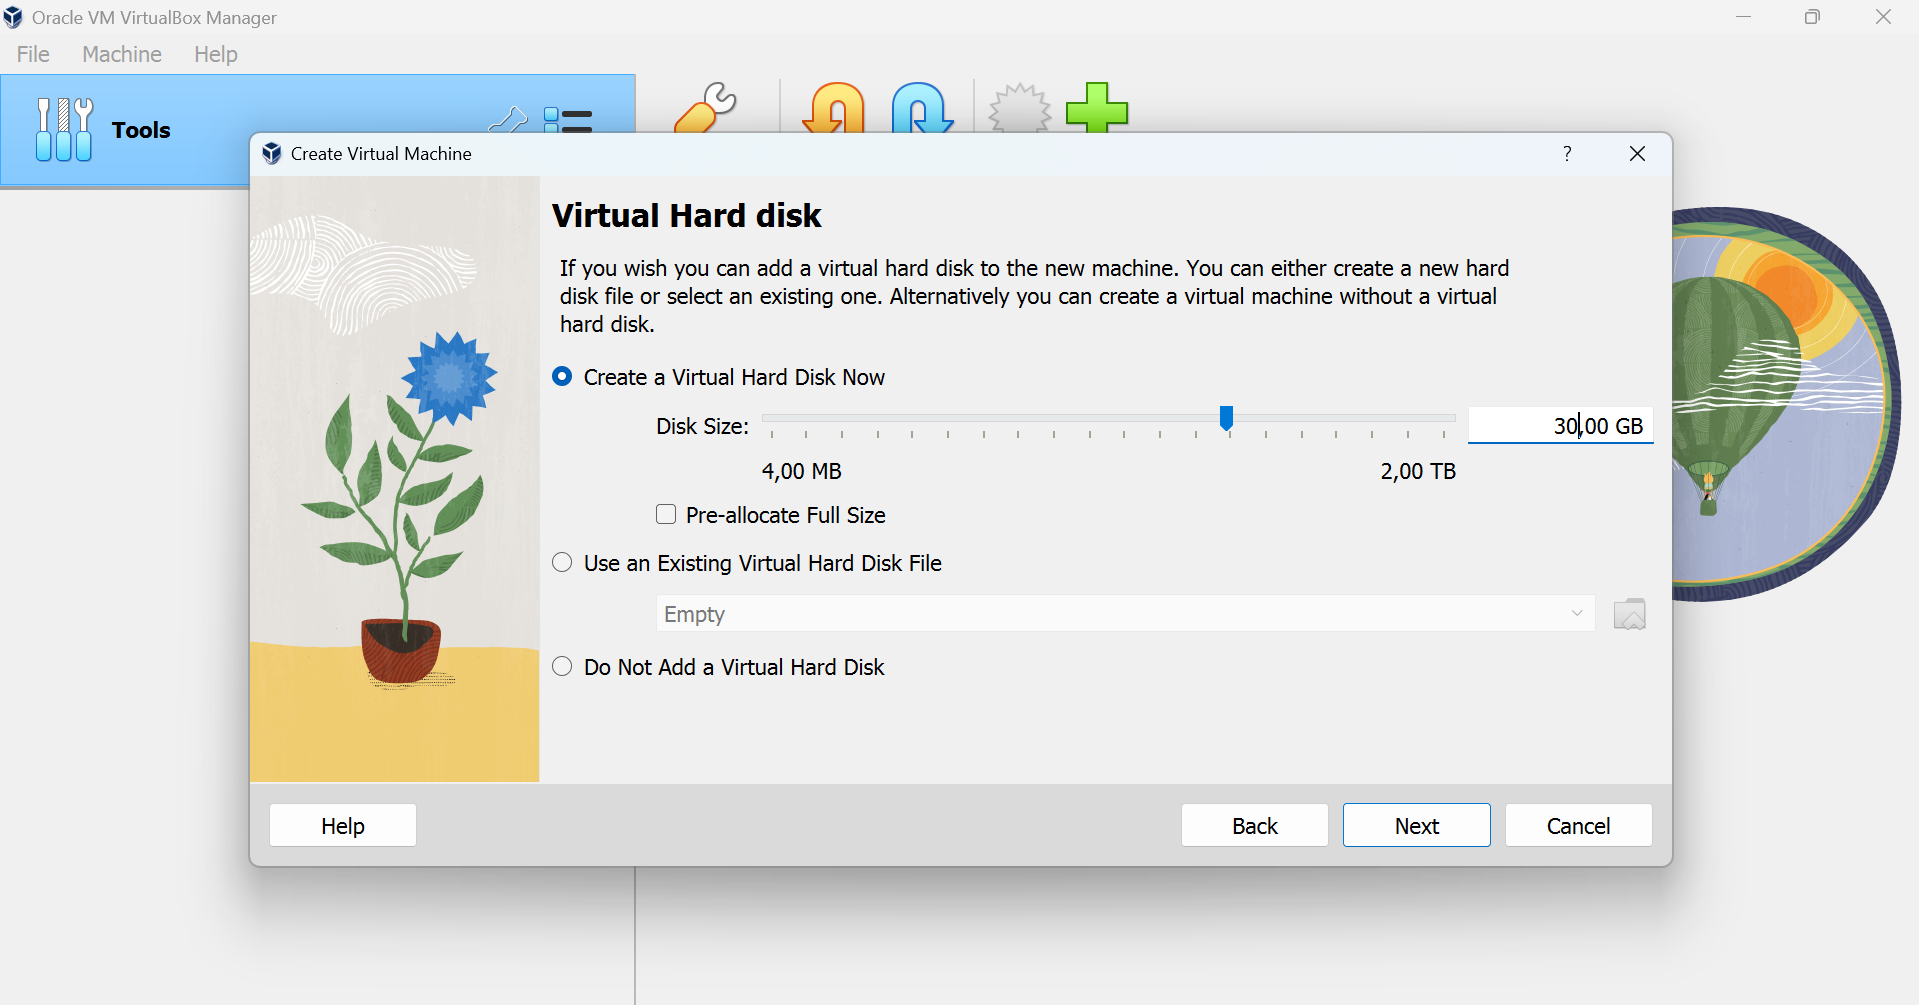 Oracle VM VirtualBox Manager
File Machine Help
Tools
Create Virtual Machine
?
Virtual Hard disk
If you wish you can add a virtual hard disk to the new machine. You can either create a new hard
disk file or select an existing one. Alternatively you can create a virtual machine without a virtual
hard disk.
Create a Virtual Hard Disk Now
Disk Size: 30,00 GB
4,00 MB 2,00 TB
Pre-allocate Full Size
Use an Existing Virtual Hard Disk File
Empty
Do Not Add a Virtual Hard Disk
Help Back Next Cancel